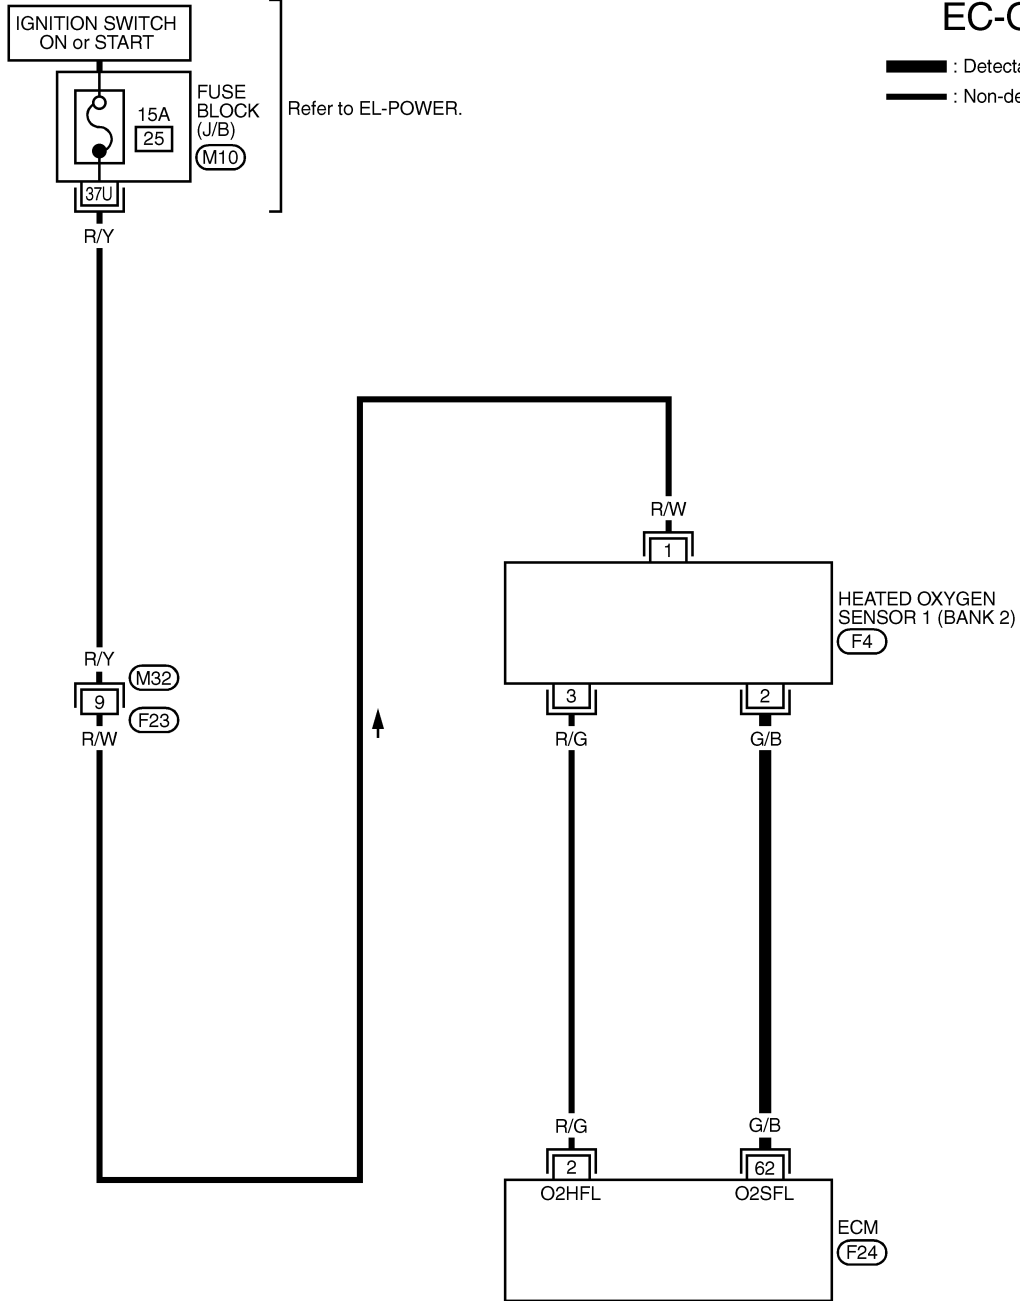 EC-O
IGNITION SWITCH
ON or START
: Detecta
: Non-de
FUSE
BLOCK
(J/B)
M10
15A
25
Refer to EL-POWER.
37U
R/Y
R/W
1
HEATED OXYGEN
SENSOR 1 (BANK 2)
F4
R/Y
M32
9
F23
R/W
3
2
R/G
G/B
R/G
G/B
2
62
O2HFL
O2SFL
ECM
F24